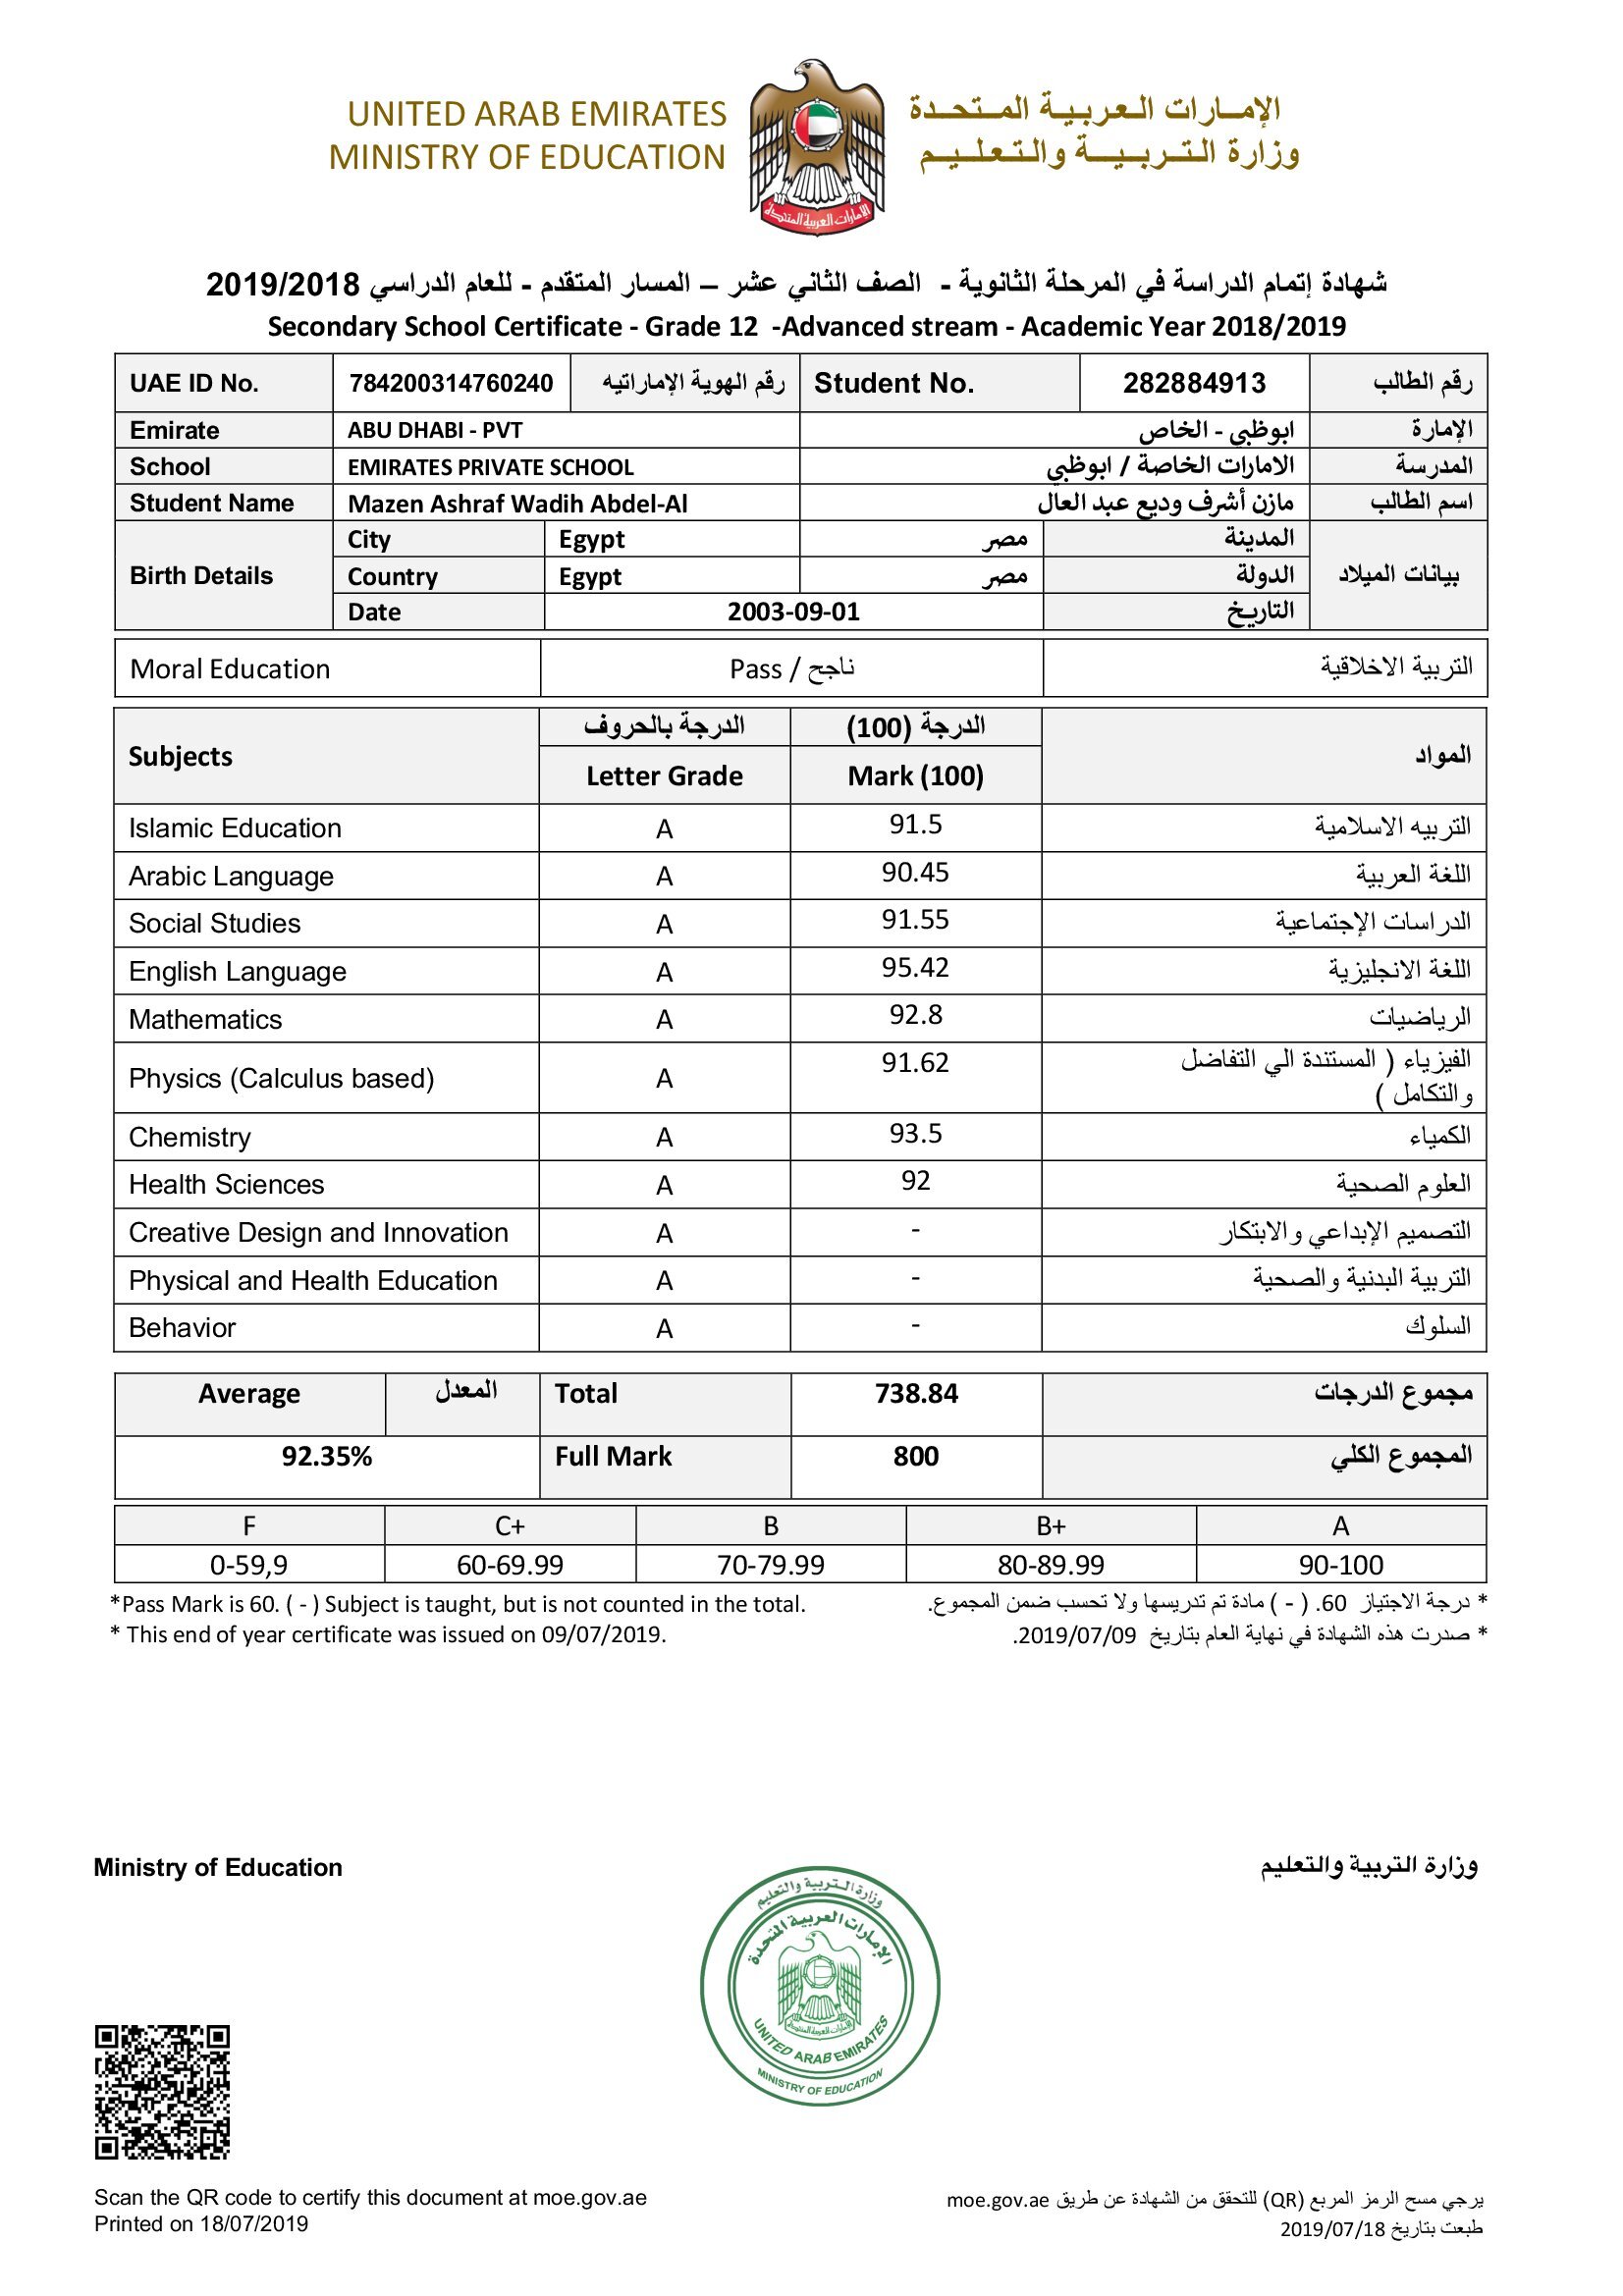 UNITED ARAB EMIRATES
MINISTRY OF EDUCATION
الإمـارات الـعـربـيـة الـمـتـحـدة
وزارة الـتـربـيـة والـتـعـلـيـم
الامارات العربية المتحدة
شهادة إتمام الدراسة في المرحلة الثانوية - الصف الثاني عشر – المسار المتقدم - للعام الدراسي 2019/2018
Secondary School Certificate - Grade 12 -Advanced stream - Academic Year 2018/2019
UAE ID No. 784200314760240 رقم الهوية الإماراتيه Student No. 282884913 رقم الطالب
Emirate ABU DHABI - PVT ابوظبي - الخاص الإمارة
School EMIRATES PRIVATE SCHOOL الامارات الخاصة / ابوظبي المدرسة
Student Name Mazen Ashraf Wadih Abdel-Al مازن أشرف وديع عبد العال اسم الطالب
Birth Details City Egypt مصر المدينة بيانات الميلاد
Country Egypt مصر الدولة
Date 2003-09-01 التاريخ
Moral Education Pass / ناجح التربية الاخلاقية
Subjects الدرجة بالحروف الدرجة (100) المواد
Letter Grade Mark (100)
Islamic Education A 91.5 التربيه الاسلامية
Arabic Language A 90.45 اللغة العربية
Social Studies A 91.55 الدراسات الإجتماعية
English Language A 95.42 اللغة الانجليزية
Mathematics A 92.8 الرياضيات
Physics (Calculus based) A 91.62 الفيزياء ( المستندة الي التفاضل
والتكامل )
Chemistry A 93.5 الكمياء
Health Sciences A 92 العلوم الصحية
Creative Design and Innovation A - التصميم الإبداعي والابتكار
Physical and Health Education A - التربية البدنية والصحية
Behavior A - السلوك
Average المعدل Total 738.84 مجموع الدرجات
92.35% Full Mark 800 المجموع الكلي
F C+ B B+ A
0-59,9 60-69.99 70-79.99 80-89.99 90-100
*Pass Mark is 60. ( - ) Subject is taught, but is not counted in the total.
* درجة الاجتياز 60. ( - ) مادة تم تدريسها ولا تحسب ضمن المجموع.
* This end of year certificate was issued on 09/07/2019.
* صدرت هذه الشهادة في نهاية العام بتاريخ 2019/07/09.
Ministry of Education
وزارة التربية والتعليم
وزارة الـتـربية والتعليم
الإمارات العربية المتحدة
الامارات العربية المتحدة
UNITED ARAB EMIRATES
MINISTRY OF EDUCATION
Scan the QR code to certify this document at moe.gov.ae
يرجي مسح الرمز المربع (QR) للتحقق من الشهادة عن طريق moe.gov.ae
Printed on 18/07/2019
طبعت بتاريخ 2019/07/18